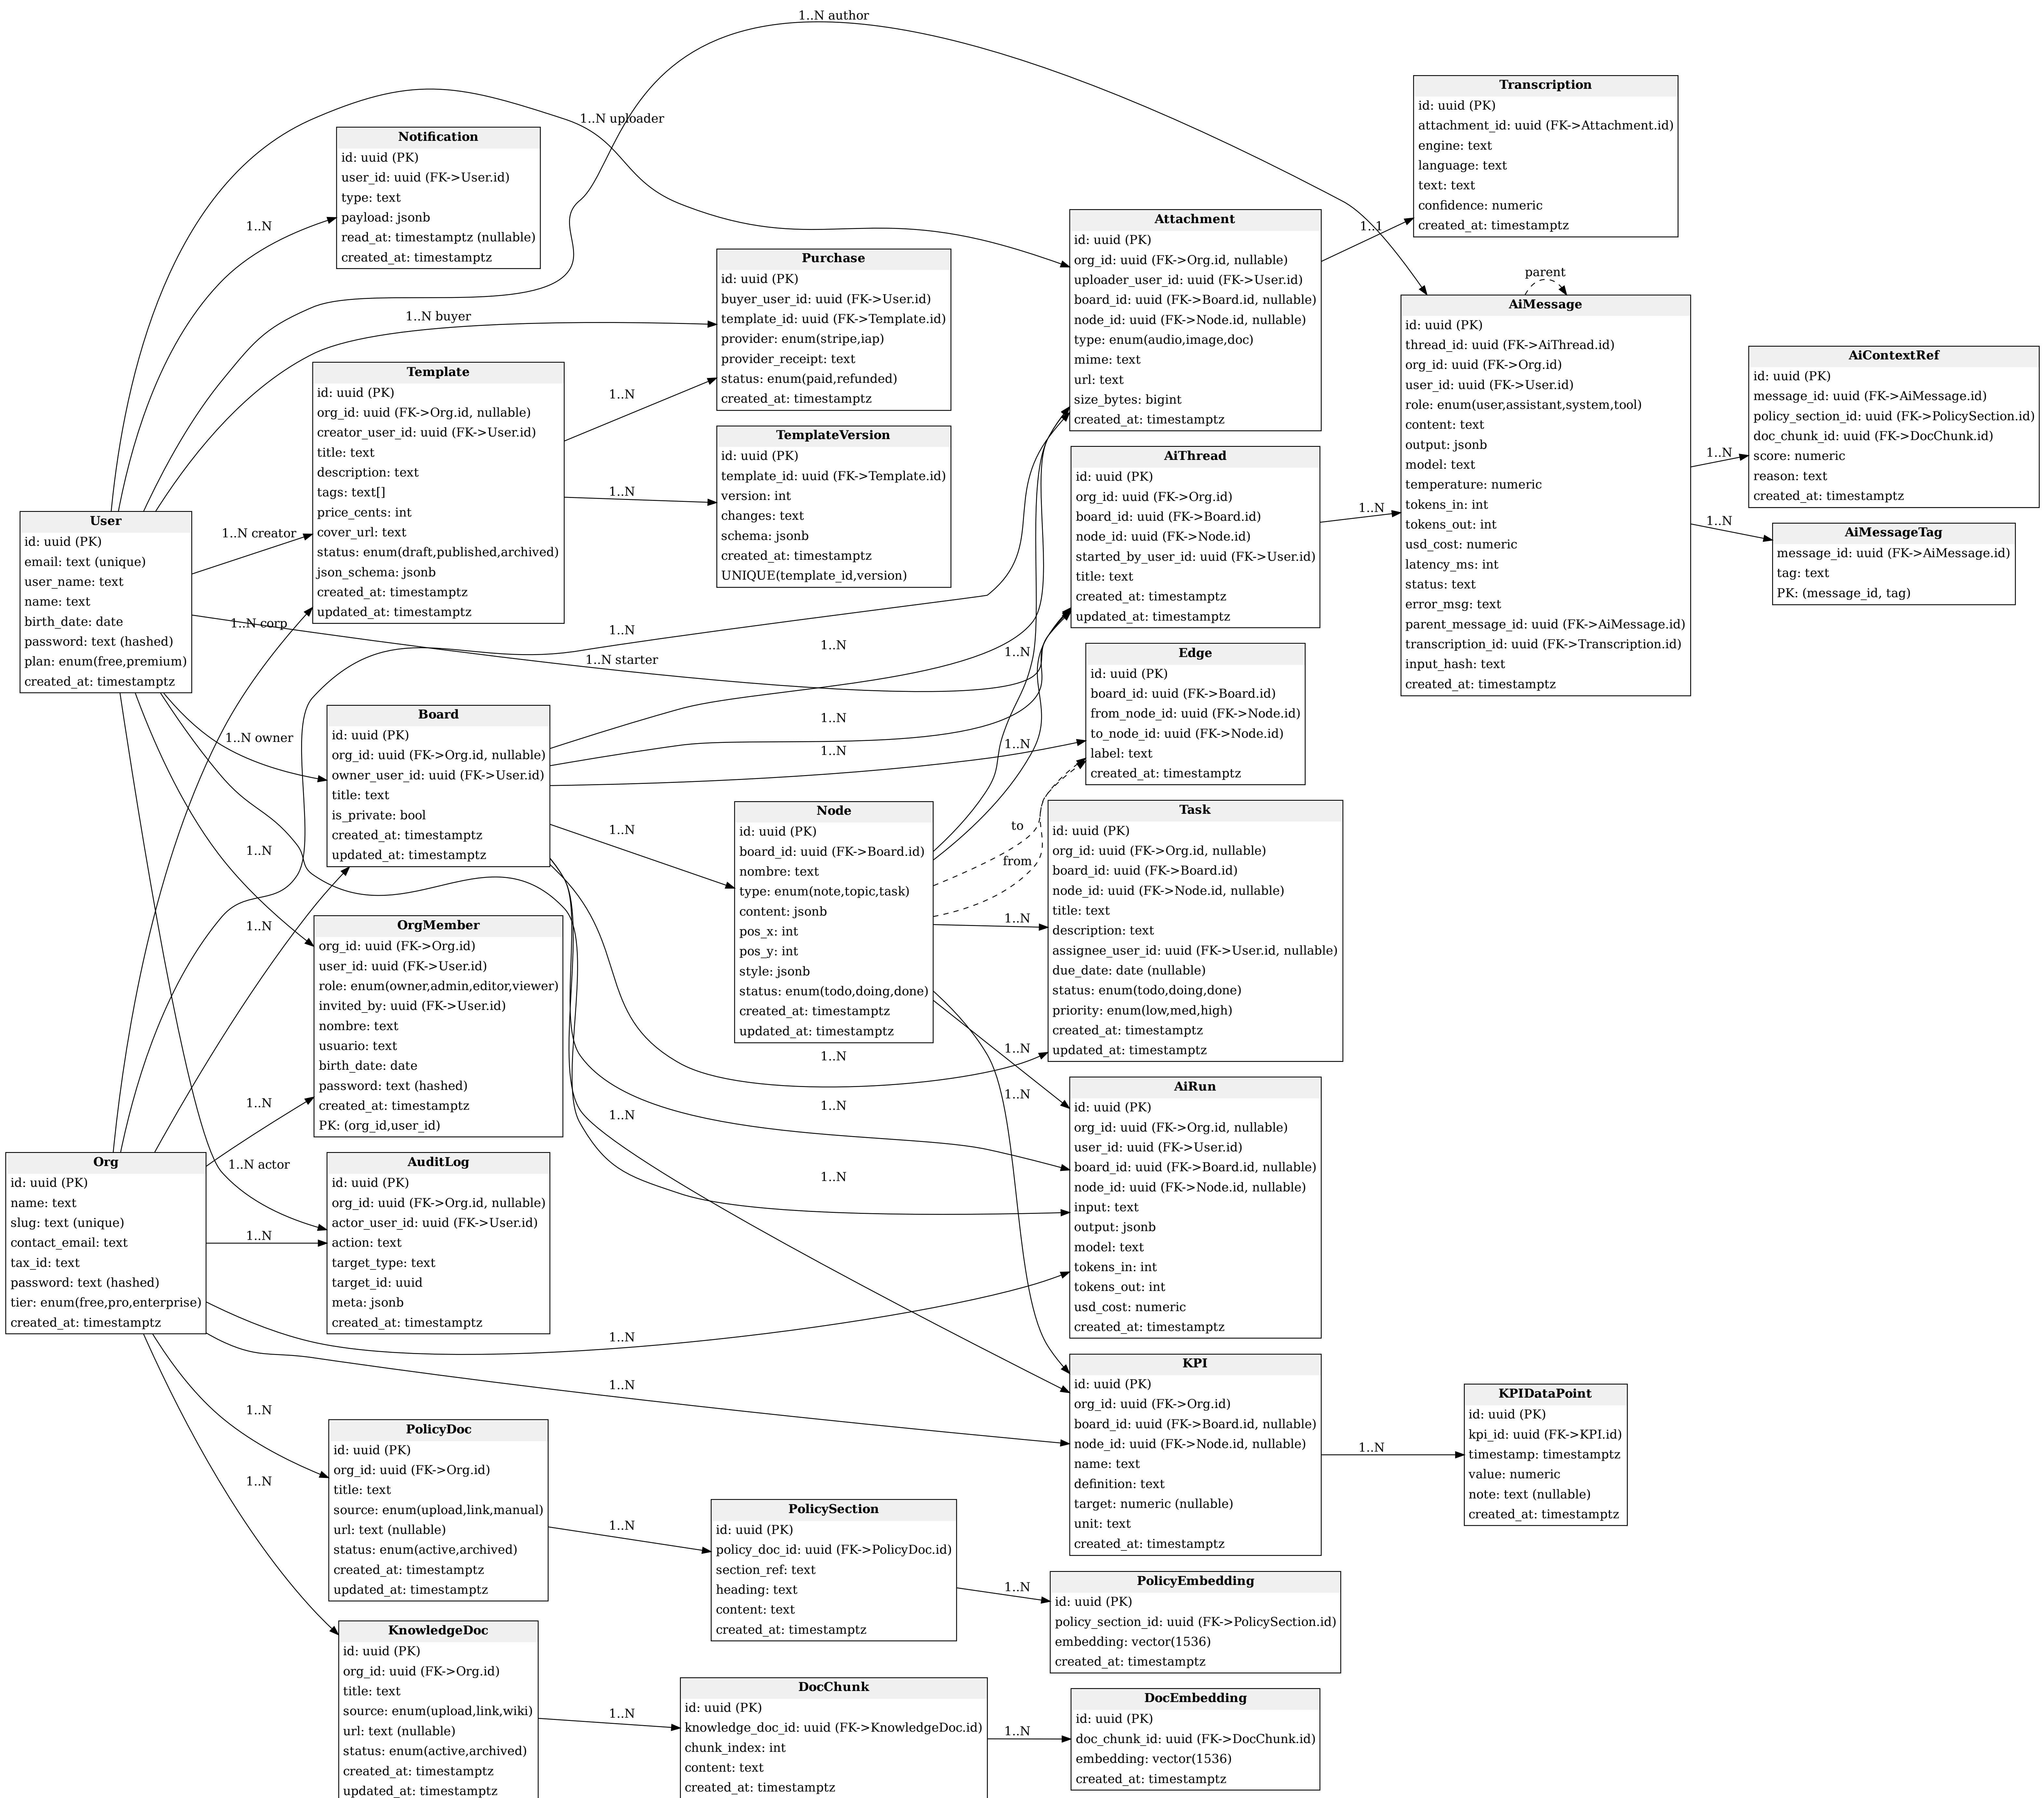 1..N author
Transcription
id: uuid (PK)
attachment_id: uuid (FK->Attachment.id)
engine: text
language: text
text: text
confidence: numeric
created_at: timestamptz
1..N uploader
Notification
id: uuid (PK)
user_id: uuid (FK->User.id)
type: text
payload: jsonb
read_at: timestamptz (nullable)
created_at: timestamptz
1..N
Attachment
id: uuid (PK)
org_id: uuid (FK->Org.id, nullable)
uploader_user_id: uuid (FK->User.id)
board_id: uuid (FK->Board.id, nullable)
node_id: uuid (FK->Node.id, nullable)
type: enum(audio,image,doc)
mime: text
url: text
size_bytes: bigint
created_at: timestamptz
1..1
Purchase
id: uuid (PK)
buyer_user_id: uuid (FK->User.id)
template_id: uuid (FK->Template.id)
provider: enum(stripe,iap)
provider_receipt: text
status: enum(paid,refunded)
created_at: timestamptz
1..N buyer
parent
AiMessage
id: uuid (PK)
thread_id: uuid (FK->AiThread.id)
org_id: uuid (FK->Org.id)
user_id: uuid (FK->User.id)
role: enum(user,assistant,system,tool)
content: text
output: jsonb
model: text
temperature: numeric
tokens_in: int
tokens_out: int
usd_cost: numeric
latency_ms: int
status: text
error_msg: text
parent_message_id: uuid (FK->AiMessage.id)
transcription_id: uuid (FK->Transcription.id)
input_hash: text
created_at: timestamptz
AiContextRef
id: uuid (PK)
message_id: uuid (FK->AiMessage.id)
policy_section_id: uuid (FK->PolicySection.id)
doc_chunk_id: uuid (FK->DocChunk.id)
score: numeric
reason: text
created_at: timestamptz
1..N
1..N
AiMessageTag
message_id: uuid (FK->AiMessage.id)
tag: text
PK: (message_id, tag)
Template
id: uuid (PK)
org_id: uuid (FK->Org.id, nullable)
creator_user_id: uuid (FK->User.id)
title: text
description: text
tags: text[]
price_cents: int
cover_url: text
status: enum(draft,published,archived)
json_schema: jsonb
created_at: timestamptz
updated_at: timestamptz
1..N
1..N
TemplateVersion
id: uuid (PK)
template_id: uuid (FK->Template.id)
version: int
changes: text
schema: jsonb
created_at: timestamptz
UNIQUE(template_id,version)
AiThread
id: uuid (PK)
org_id: uuid (FK->Org.id)
board_id: uuid (FK->Board.id)
node_id: uuid (FK->Node.id)
started_by_user_id: uuid (FK->User.id)
title: text
created_at: timestamptz
updated_at: timestamptz
1..N
User
id: uuid (PK)
email: text (unique)
user_name: text
name: text
birth_date: date
password: text (hashed)
plan: enum(free,premium)
created_at: timestamptz
1..N creator
1..N corp
1..N
1..N starter
1..N
1..N
1..N
1..N
1..N
Edge
id: uuid (PK)
board_id: uuid (FK->Board.id)
from_node_id: uuid (FK->Node.id)
to_node_id: uuid (FK->Node.id)
label: text
created_at: timestamptz
Board
id: uuid (PK)
org_id: uuid (FK->Org.id, nullable)
owner_user_id: uuid (FK->User.id)
title: text
is_private: bool
created_at: timestamptz
updated_at: timestamptz
1..N owner
1..N
1..N
1..N
Node
id: uuid (PK)
board_id: uuid (FK->Board.id)
nombre: text
type: enum(note,topic,task)
content: jsonb
pos_x: int
pos_y: int
style: jsonb
status: enum(todo,doing,done)
created_at: timestamptz
updated_at: timestamptz
to
from
1..N
1..N
1..N
Task
id: uuid (PK)
org_id: uuid (FK->Org.id, nullable)
board_id: uuid (FK->Board.id)
node_id: uuid (FK->Node.id, nullable)
title: text
description: text
assignee_user_id: uuid (FK->User.id, nullable)
due_date: date (nullable)
status: enum(todo,doing,done)
priority: enum(low,med,high)
created_at: timestamptz
updated_at: timestamptz
OrgMember
org_id: uuid (FK->Org.id)
user_id: uuid (FK->User.id)
role: enum(owner,admin,editor,viewer)
invited_by: uuid (FK->User.id)
nombre: text
usuario: text
birth_date: date
password: text (hashed)
created_at: timestamptz
PK: (org_id,user_id)
1..N
1..N
1..N
1..N
1..N
AiRun
id: uuid (PK)
org_id: uuid (FK->Org.id, nullable)
user_id: uuid (FK->User.id)
board_id: uuid (FK->Board.id, nullable)
node_id: uuid (FK->Node.id, nullable)
input: text
output: jsonb
model: text
tokens_in: int
tokens_out: int
usd_cost: numeric
created_at: timestamptz
Org
id: uuid (PK)
name: text
slug: text (unique)
contact_email: text
tax_id: text
password: text (hashed)
tier: enum(free,pro,enterprise)
created_at: timestamptz
1..N actor
1..N
AuditLog
id: uuid (PK)
org_id: uuid (FK->Org.id, nullable)
actor_user_id: uuid (FK->User.id)
action: text
target_type: text
target_id: uuid
meta: jsonb
created_at: timestamptz
1..N
1..N
KPI
id: uuid (PK)
org_id: uuid (FK->Org.id)
board_id: uuid (FK->Board.id, nullable)
node_id: uuid (FK->Node.id, nullable)
name: text
definition: text
target: numeric (nullable)
unit: text
created_at: timestamptz
1..N
KPIDataPoint
id: uuid (PK)
kpi_id: uuid (FK->KPI.id)
timestamp: timestamptz
value: numeric
note: text (nullable)
created_at: timestamptz
1..N
1..N
PolicyDoc
id: uuid (PK)
org_id: uuid (FK->Org.id)
title: text
source: enum(upload,link,manual)
url: text (nullable)
status: enum(active,archived)
created_at: timestamptz
updated_at: timestamptz
1..N
PolicySection
id: uuid (PK)
policy_doc_id: uuid (FK->PolicyDoc.id)
section_ref: text
heading: text
content: text
created_at: timestamptz
1..N
PolicyEmbedding
id: uuid (PK)
policy_section_id: uuid (FK->PolicySection.id)
embedding: vector(1536)
created_at: timestamptz
KnowledgeDoc
id: uuid (PK)
org_id: uuid (FK->Org.id)
title: text
source: enum(upload,link,wiki)
url: text (nullable)
status: enum(active,archived)
created_at: timestamptz
updated_at: timestamptz
1..N
DocChunk
id: uuid (PK)
knowledge_doc_id: uuid (FK->KnowledgeDoc.id)
chunk_index: int
content: text
created_at: timestamptz
1..N
DocEmbedding
id: uuid (PK)
doc_chunk_id: uuid (FK->DocChunk.id)
embedding: vector(1536)
created_at: timestamptz